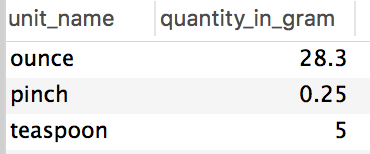 unit_name quantity_in_gram
ounce 28.3
pinch 0.25
teaspoon 5